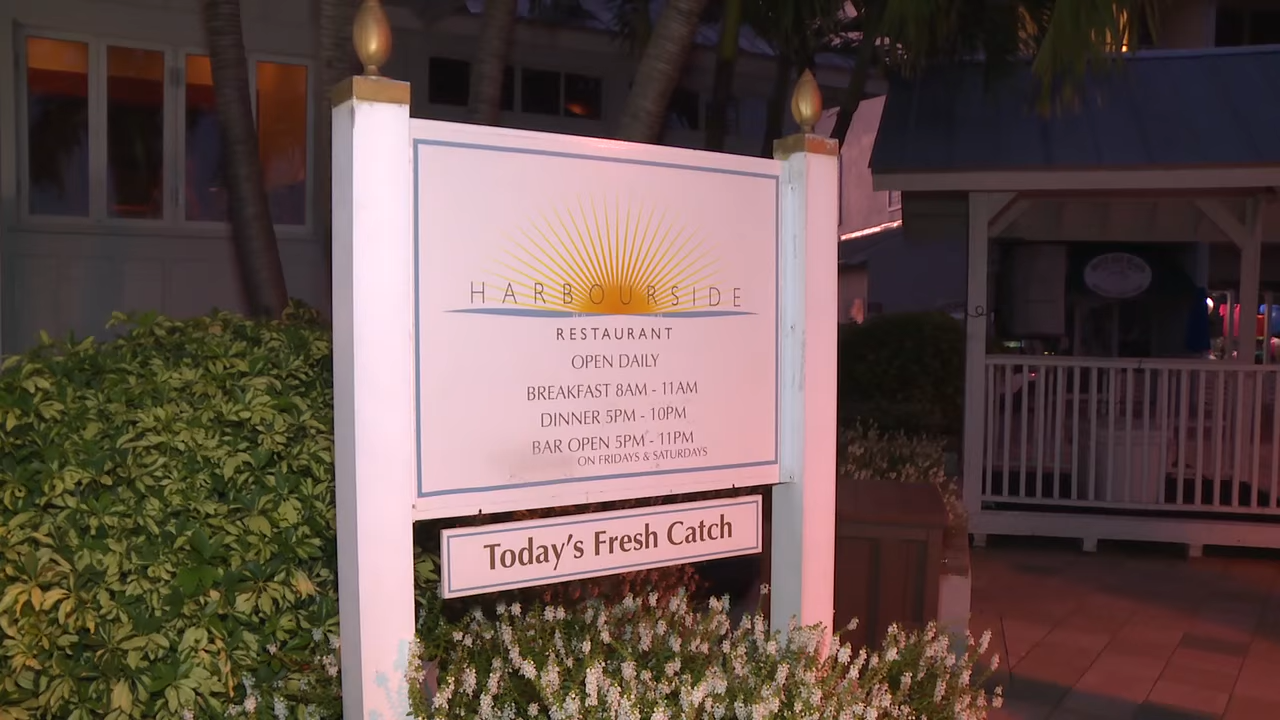 HARBOURSIDE
RESTAURANT
OPEN DAILY
BREAKFAST 8AM - 11AM
DINNER 5PM - 10PM
BAR OPEN 5PM - 11PM
ON FRIDAYS & SATURDAYS
Today's Fresh Catch